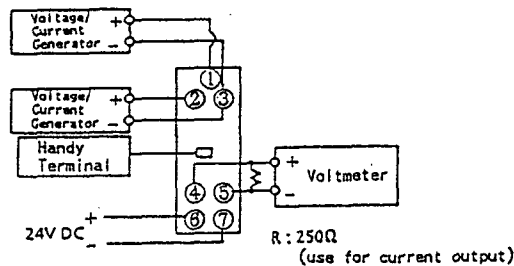 Voltage/
Current
Generator
+
−
①
Voltage/
Current
Generator
+
−
② ③
Handy
Terminal
④ ⑤
+
−
Voltmeter
24V DC
+
−
⑥ ⑦
R : 250Ω
(use for current output)